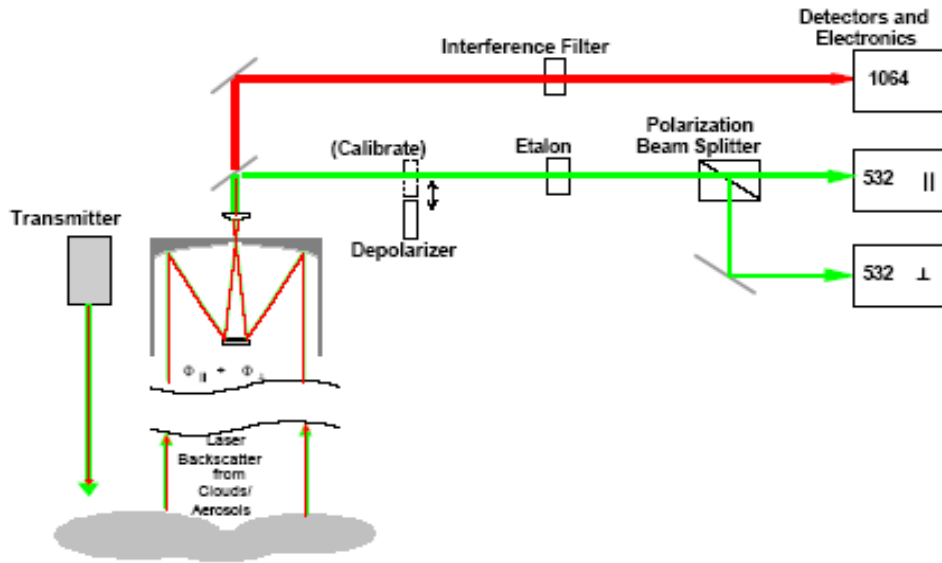 Detectors and
Electronics
Interference Filter
1064
Polarization
Beam Splitter
(Calibrate)
Etalon
532 ||
Transmitter
Depolarizer
532 ⊥
Φ || + Φ ⊥
Laser
Backscatter
from
Clouds/
Aerosols